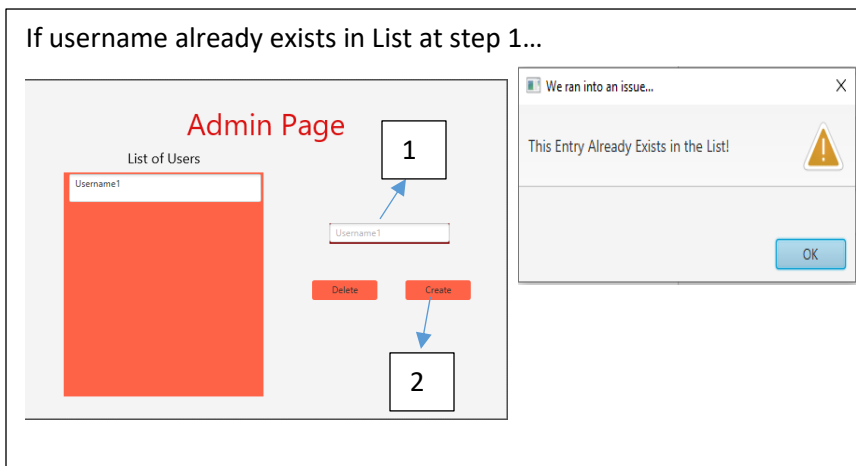 If username already exists in List at step 1…
Admin Page
List of Users
Username1
1
Username1
Delete
Create
2
We ran into an issue...
X
This Entry Already Exists in the List!
OK